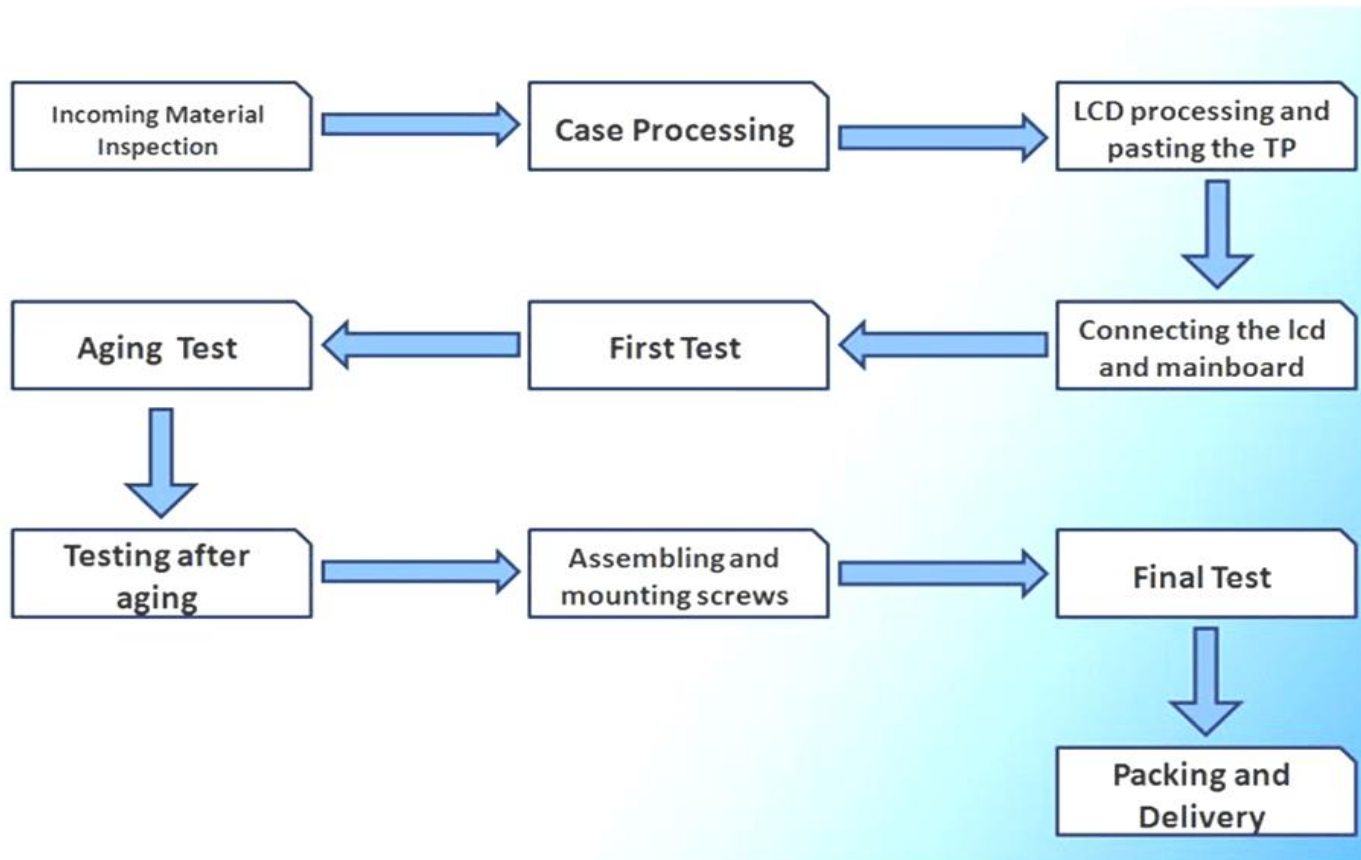 Incoming Material
Inspection
Case Processing
LCD processing and
pasting the TP
Connecting the lcd
and mainboard
First Test
Aging Test
Testing after
aging
Assembling and
mounting screws
Final Test
Packing and
Delivery